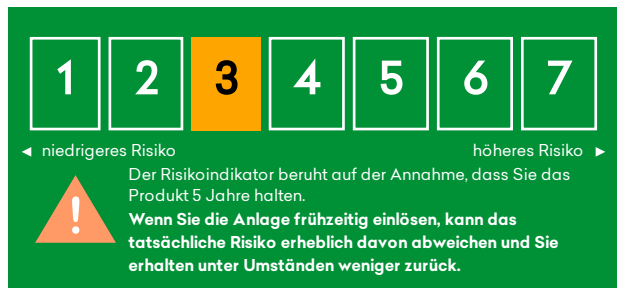 1 2 3 4 5 6 7
◄ niedrigeres Risiko höheres Risiko ►
Der Risikoindikator beruht auf der Annahme, dass Sie das
Produkt 5 Jahre halten.
Wenn Sie die Anlage frühzeitig einlösen, kann das
tatsächliche Risiko erheblich davon abweichen und Sie
erhalten unter Umständen weniger zurück.
!